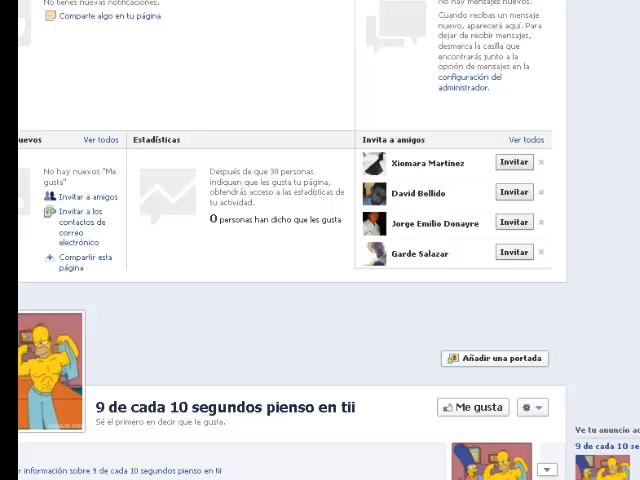 No tienes nuevas notificaciones.
Comparte algo en tu página
No hay mensajes nuevos.
Cuando recibas un mensaje
nuevo, aparecerá aquí. Para
dejar de recibir mensajes,
desmarca la casilla que
encontrarás junto a la
opción de mensajes en la
configuración del
administrador.
uevos
Ver todos
Estadísticas
Invita a amigos
Ver todos
No hay nuevos "Me
gusta"
Invitar a amigos
Invitar a los
contactos de
correo
electrónico
Compartir esta
página
Después de que 30 personas
indiquen que les gusta tu página,
obtendrás acceso a las estadísticas de
tu actividad.
0 personas han dicho que les gusta
Xiomara Martinez
Invitar
David Bellido
Invitar
Jorge Emilio Donayre
Invitar
Garde Salazar
Invitar
Añadir una portada
9 de cada 10 segundos pienso en tii
Me gusta
Sé el primero en decir que te gusta.
Ve tu anuncio ac
9 de cada 10 se
r información sobre 9 de cada 10 segundos pienso en tii